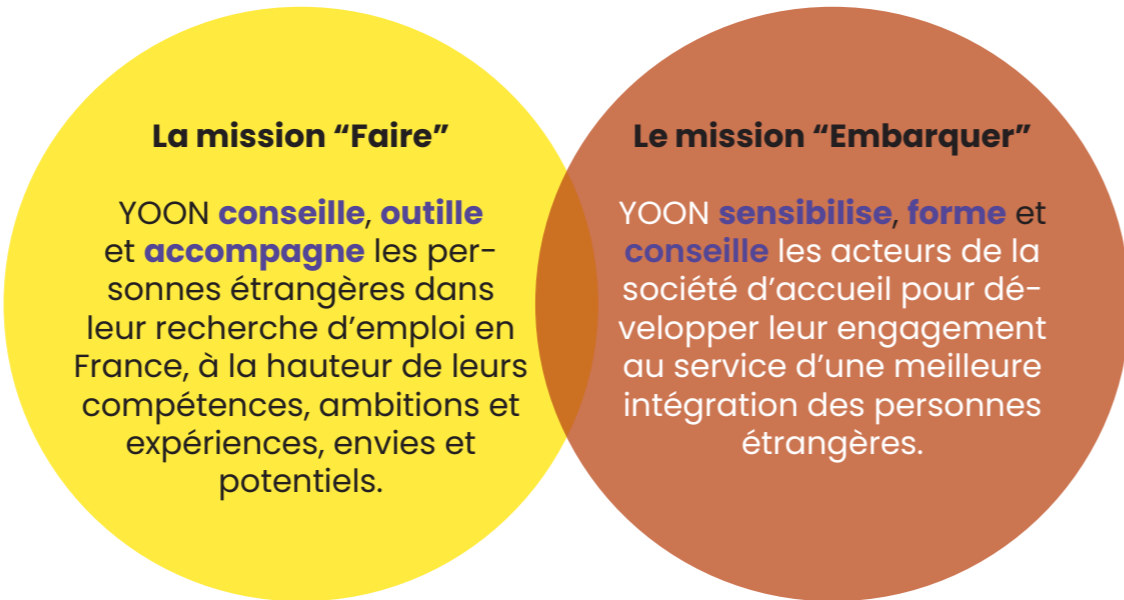 La mission “Faire”
YOON conseille, outille
et accompagne les per-
sonnes étrangères dans
leur recherche d’emploi en
France, à la hauteur de leurs
compétences, ambitions et
expériences, envies et
potentiels.
Le mission “Embarquer”
YOON sensibilise, forme et
conseille les acteurs de la
société d’accueil pour dé-
velopper leur engagement
au service d’une meilleure
intégration des personnes
étrangères.